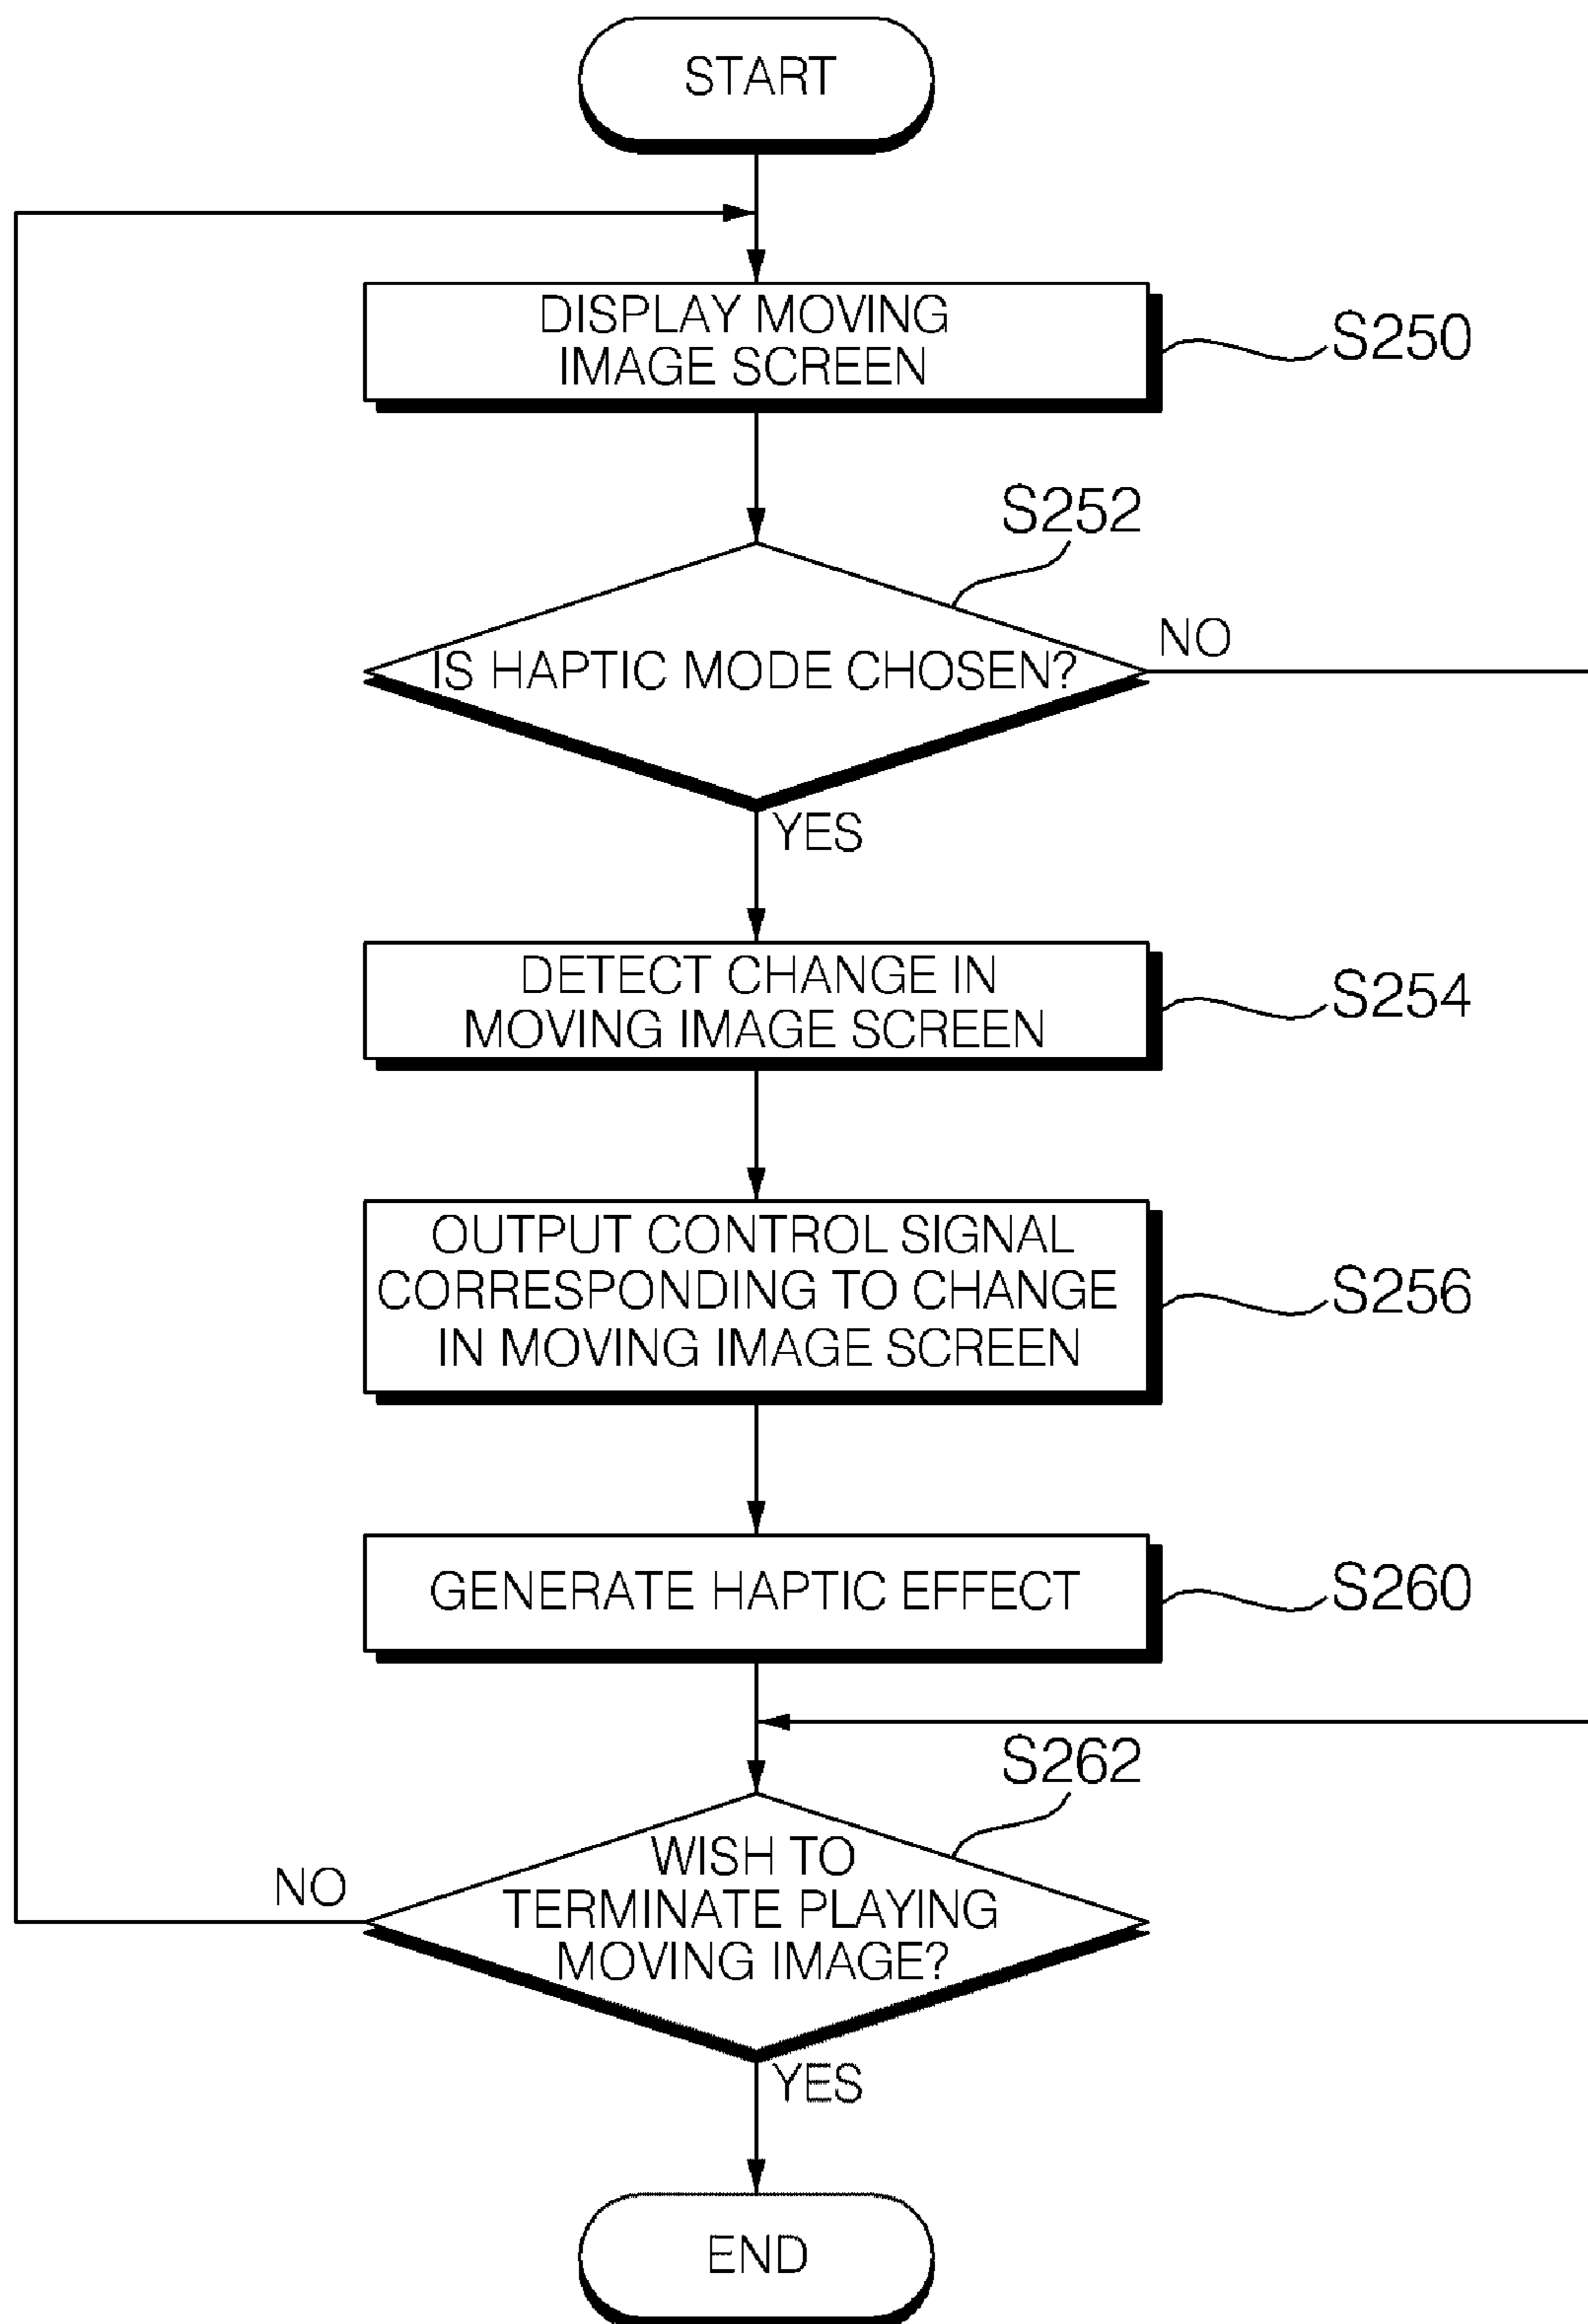 START
DISPLAY MOVING
IMAGE SCREEN
S250
S252
IS HAPTIC MODE CHOSEN?
NO
YES
DETECT CHANGE IN
MOVING IMAGE SCREEN
S254
OUTPUT CONTROL SIGNAL
CORRESPONDING TO CHANGE
IN MOVING IMAGE SCREEN
S256
GENERATE HAPTIC EFFECT
S260
S262
WISH TO
TERMINATE PLAYING
MOVING IMAGE?
NO
YES
END